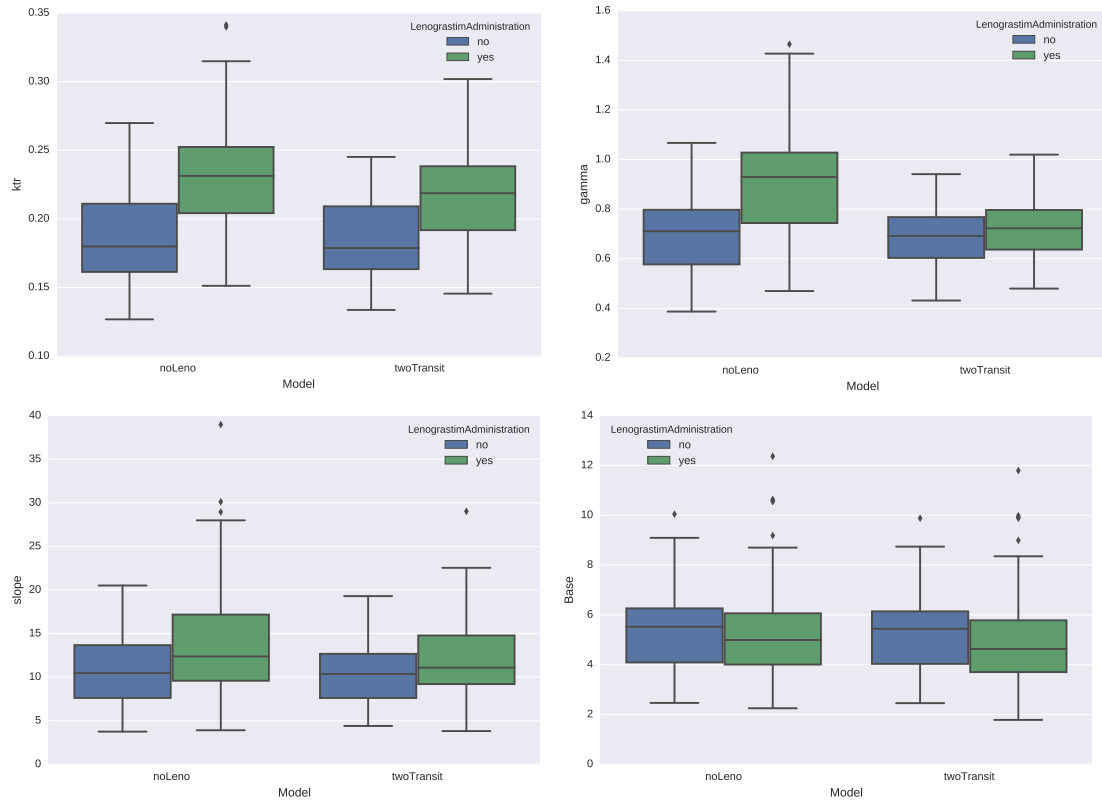 0.35
0.30
0.25
0.20
0.15
0.10
ktr
LenograstimAdministration
no
yes
noLeno
twoTransit
Model
1.6
1.4
1.2
1.0
0.8
0.6
0.4
0.2
gamma
LenograstimAdministration
no
yes
noLeno
twoTransit
Model
40
35
30
25
20
15
10
5
0
slope
LenograstimAdministration
no
yes
noLeno
twoTransit
Model
14
12
10
8
6
4
2
0
Base
LenograstimAdministration
no
yes
noLeno
twoTransit
Model